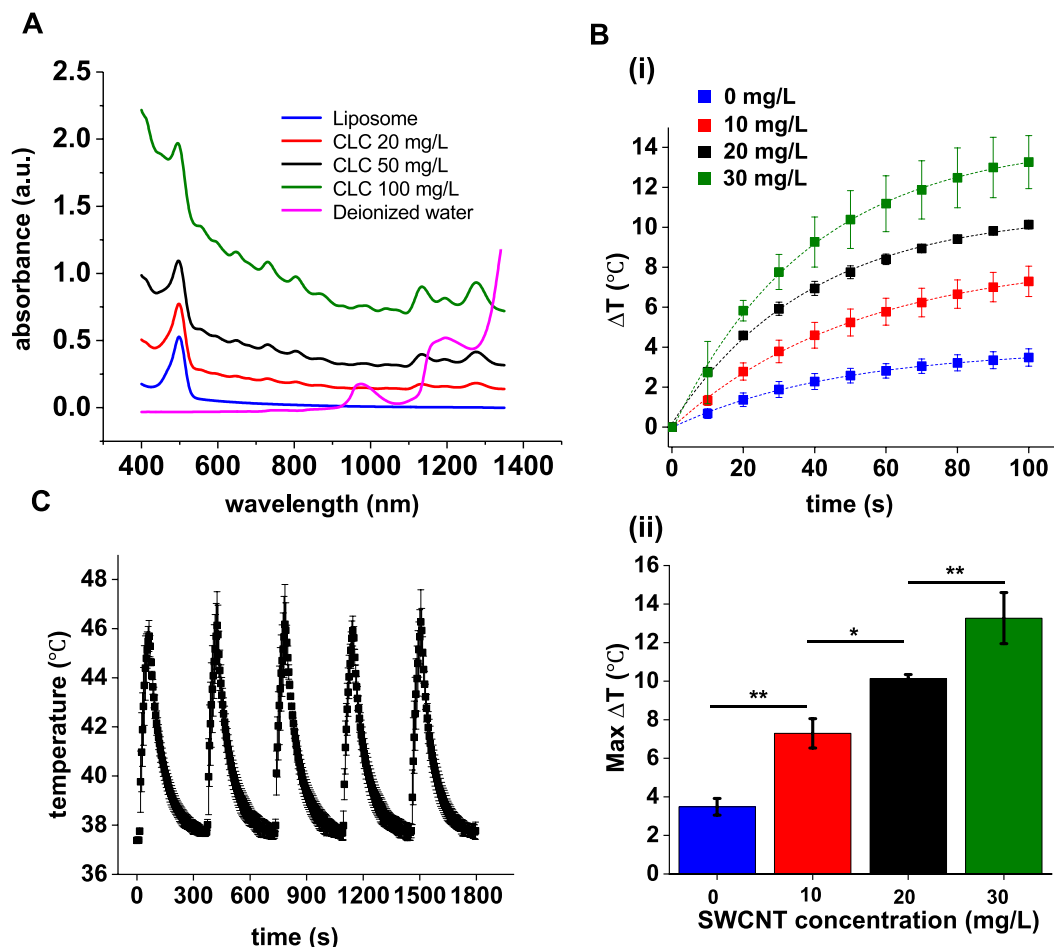 A
absorbance (a.u.)
2.5
2.0
1.5
1.0
0.5
0.0
Liposome
CLC 20 mg/L
CLC 50 mg/L
CLC 100 mg/L
Deionized water
400 600 800 1000 1200 1400
wavelength (nm)
B
(i)
0 mg/L
10 mg/L
20 mg/L
30 mg/L
ΔT (°C)
14
12
10
8
6
4
2
0
0 20 40 60 80 100
time (s)
C
temperature (°C)
48
46
44
42
40
38
36
0 300 600 900 1200 1500 1800
time (s)
(ii)
Max ΔT (°C)
16
14
12
10
8
6
4
2
0
**
*
**
0 10 20 30
SWCNT concentration (mg/L)